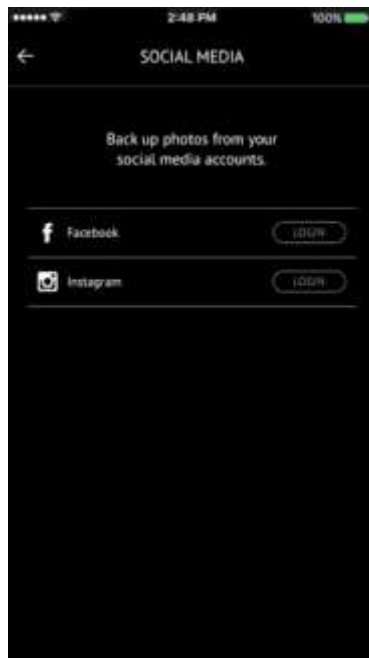 2:48 PM
100%
SOCIAL MEDIA
Back up photos from your
social media accounts.
Facebook
LOGIN
Instagram
LOGIN